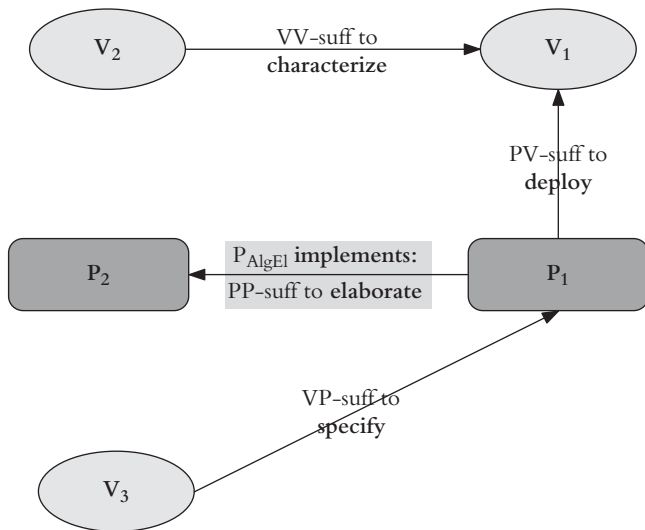 V2
VV-suff to
characterize
V1
PV-suff to
deploy
P2
PAlgEl implements:
PP-suff to elaborate
P1
VP-suff to
specify
V3